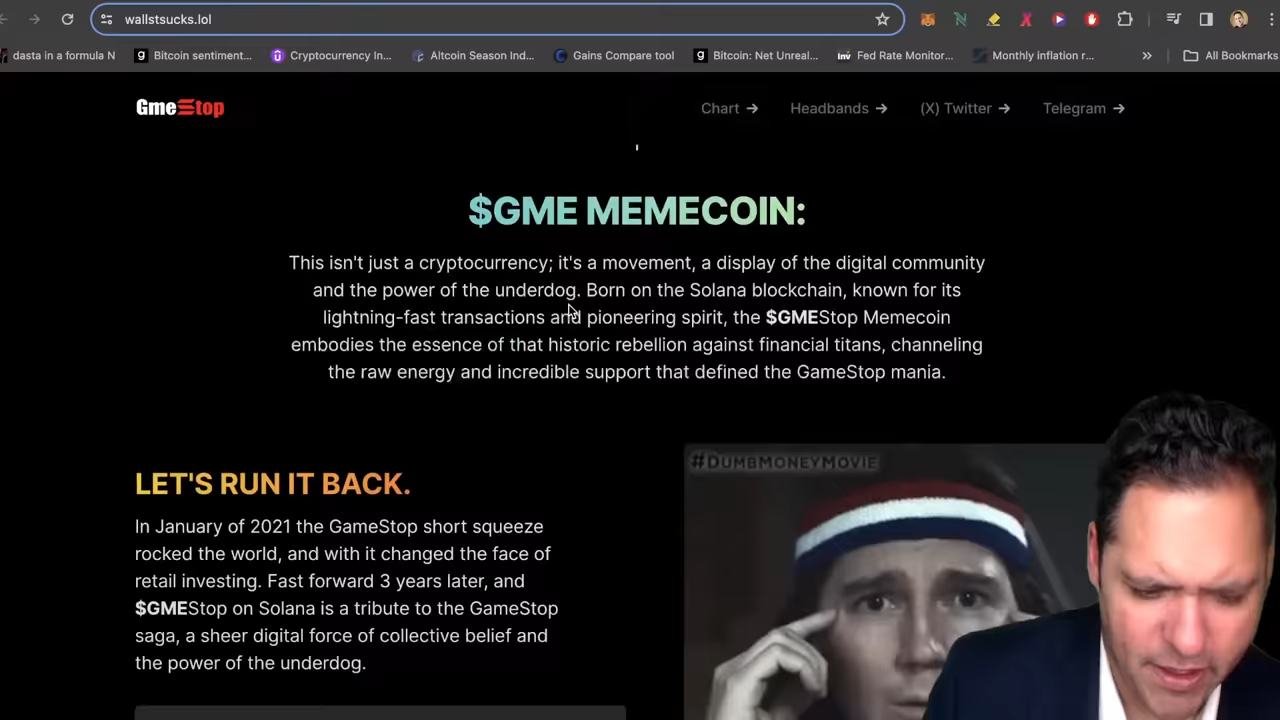 wallstsucks.lol
dasta in a formula N
Bitcoin sentiment...
Cryptocurrency In...
Altcoin Season Ind...
Gains Compare tool
Bitcoin: Net Unreal...
Fed Rate Monitor...
Monthly inflation r...
All Bookmarks
GmeStop
Chart →
Headbands →
(X) Twitter →
Telegram →
$GME MEMECOIN:
This isn't just a cryptocurrency; it's a movement, a display of the digital community
and the power of the underdog. Born on the Solana blockchain, known for its
lightning-fast transactions and pioneering spirit, the $GMEStop Memecoin
embodies the essence of that historic rebellion against financial titans, channeling
the raw energy and incredible support that defined the GameStop mania.
#DUMBMONEYMOVIE
LET'S RUN IT BACK.
In January of 2021 the GameStop short squeeze
rocked the world, and with it changed the face of
retail investing. Fast forward 3 years later, and
$GMEStop on Solana is a tribute to the GameStop
saga, a sheer digital force of collective belief and
the power of the underdog.